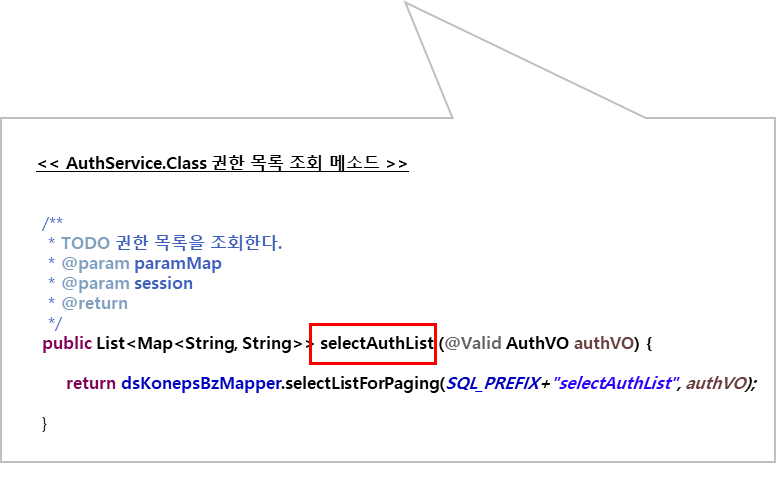 << AuthService.Class 권한 목록 조회 메소드 >>
/**
* TODO 권한 목록을 조회한다.
* @param paramMap
* @param session
* @return
*/
public List<Map<String, String>> selectAuthList (@Valid AuthVO authVO) {
return dsKonepsBzMapper.selectListForPaging(SQL_PREFIX+"selectAuthList", authVO);
}